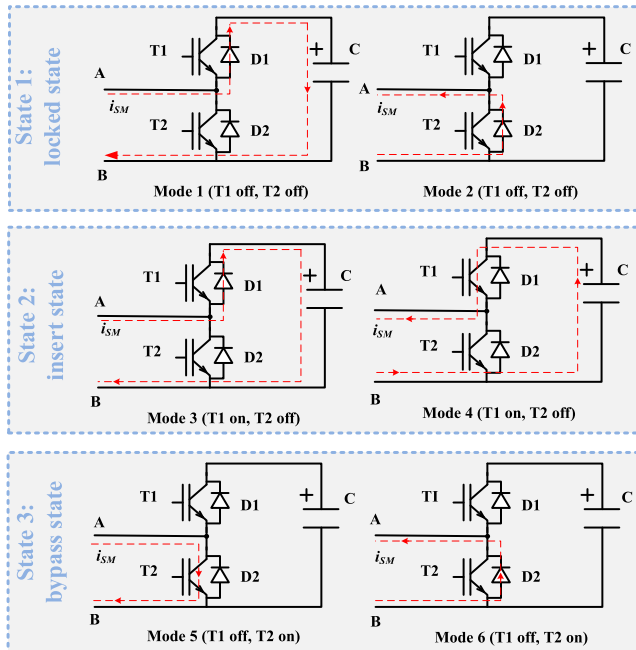 State 1:
locked state
T1
D1
+
C
A
iSM
T2
D2
B
Mode 1 (T1 off, T2 off)
T1
D1
+
C
A
iSM
T2
D2
B
Mode 2 (T1 off, T2 off)
State 2:
insert state
T1
D1
+
C
A
iSM
T2
D2
B
Mode 3 (T1 on, T2 off)
T1
D1
+
C
A
iSM
T2
D2
B
Mode 4 (T1 on, T2 off)
State 3:
bypass state
T1
D1
+
C
A
iSM
T2
D2
B
Mode 5 (T1 off, T2 on)
TI
D1
+
C
A
iSM
T2
D2
B
Mode 6 (T1 off, T2 on)